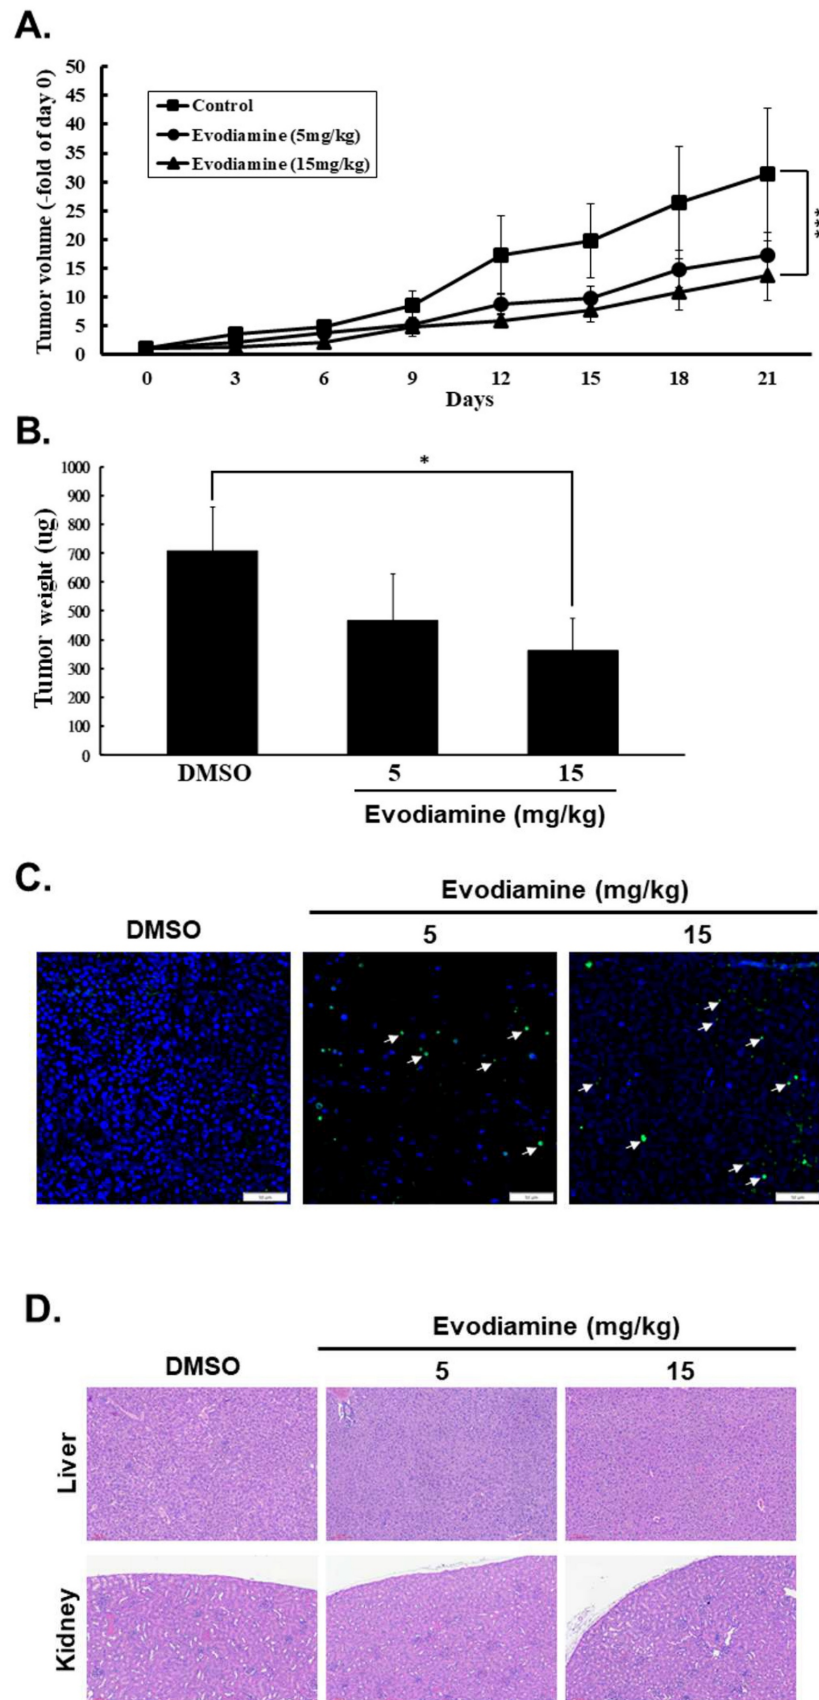 A.
Tumor volume (-fold of day 0)
50
45
40
35
30
25
20
15
10
5
0
Control
Evodiamine (5mg/kg)
Evodiamine (15mg/kg)
***
0 3 6 9 12 15 18 21
Days
B.
Tumor weight (ug)
1000
900
800
700
600
500
400
300
200
100
0
*
DMSO 5 15
Evodiamine (mg/kg)
C.
Evodiamine (mg/kg)
DMSO 5 15
D.
Evodiamine (mg/kg)
DMSO 5 15
Liver
Kidney